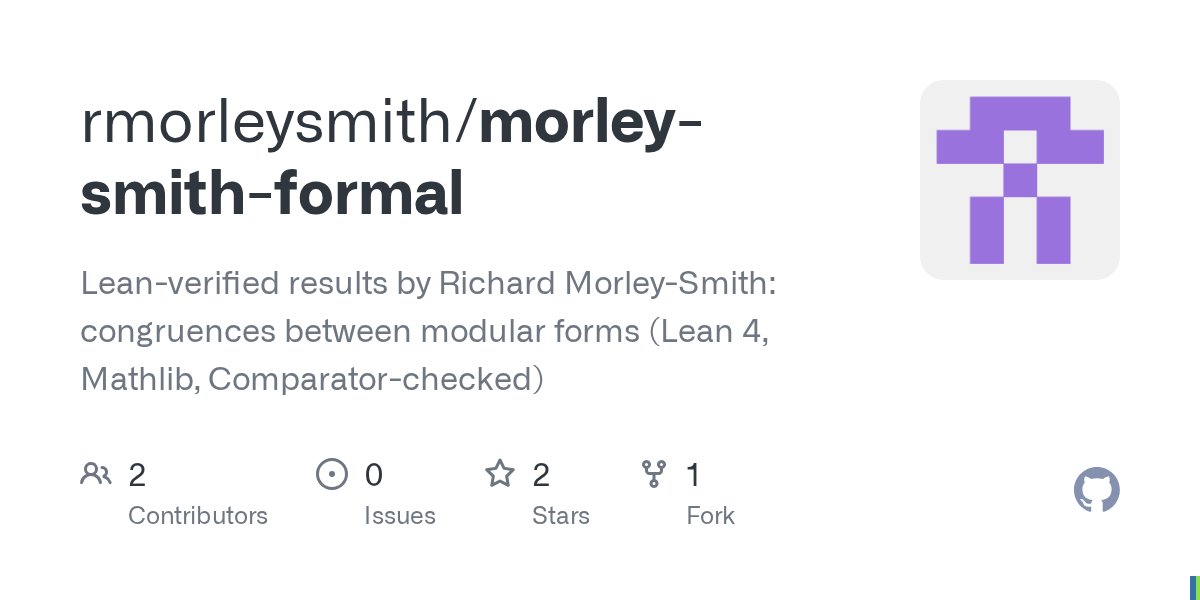 rmorleysmith/morley-
smith-formal
Lean-verified results by Richard Morley-Smith:
congruences between modular forms (Lean 4,
Mathlib, Comparator-checked)
2
Contributors
0
Issues
2
Stars
1
Fork